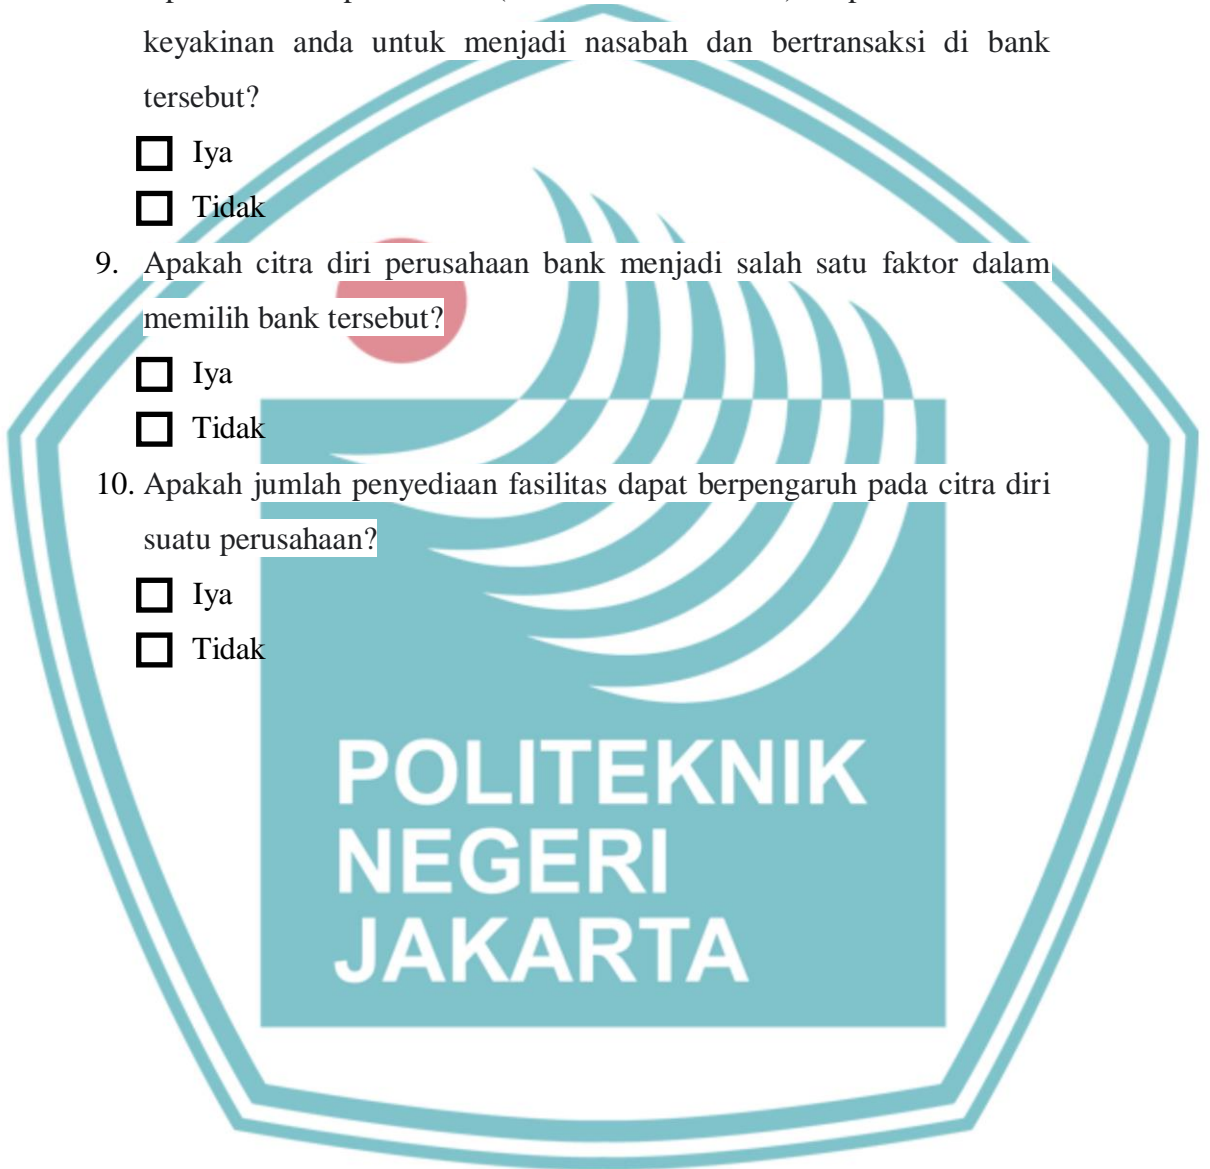 keyakinan anda untuk menjadi nasabah dan bertransaksi di bank
tersebut?
Iya
Tidak
9. Apakah citra diri perusahaan bank menjadi salah satu faktor dalam
memilih bank tersebut?
Iya
Tidak
10. Apakah jumlah penyediaan fasilitas dapat berpengaruh pada citra diri
suatu perusahaan?
Iya
Tidak
POLITEKNIK
NEGERI
JAKARTA